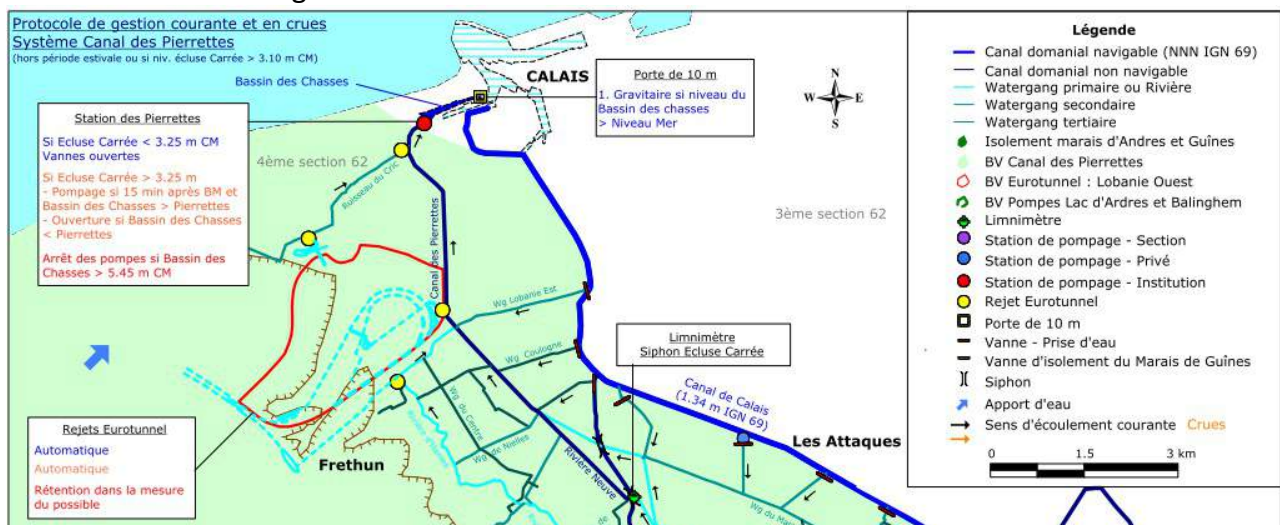 Protocole de gestion courante et en crues
Système Canal des Pierrettes
(hors période estivale ou si niv. écluse Carrée > 3.10 m CM)
Bassin des Chasses
CALAIS
Porte de 10 m
1. Gravitaire si niveau du
Bassin des chasses
> Niveau Mer
N
W
E
S
Station des Pierrettes
Si Ecluse Carrée < 3.25 m CM
Vannes ouvertes
Si Ecluse Carrée > 3.25 m
- Pompage si 15 min après BM et
Bassin des Chasses > Pierrettes
- Ouverture si Bassin des Chasses
< Pierrettes
Arrêt des pompes si Bassin des
Chasses > 5.45 m CM
4ème section 62
Ruisseau du Cric
3ème section 62
Canal des Pierrettes
Wg Lobanie Est
Wg Coulogne
Limnimètre
Siphon Ecluse Carrée
Canal de Calais
(1.34 m IGN 69)
Les Attaques
Wg du Centre
Wg de Nielles
Rivière Neuve
Frethun
Rejets Eurotunnel
Automatique
Automatique
Rétention dans la mesure
du possible
Légende
Canal domanial navigable (NNN IGN 69)
Canal domanial non navigable
Watergang primaire ou Rivière
Watergang secondaire
Watergang tertiaire
Isolement marais d'Andres et Guînes
BV Canal des Pierrettes
BV Eurotunnel : Lobanie Ouest
BV Pompes Lac d'Ardres et Balinghem
Limnimètre
Station de pompage - Section
Station de pompage - Privé
Station de pompage - Institution
Rejet Eurotunnel
Porte de 10 m
Vanne - Prise d'eau
Vanne d'isolement du Marais de Guînes
Siphon
Apport d'eau
Sens d'écoulement courante Crues
0 1.5 3 km